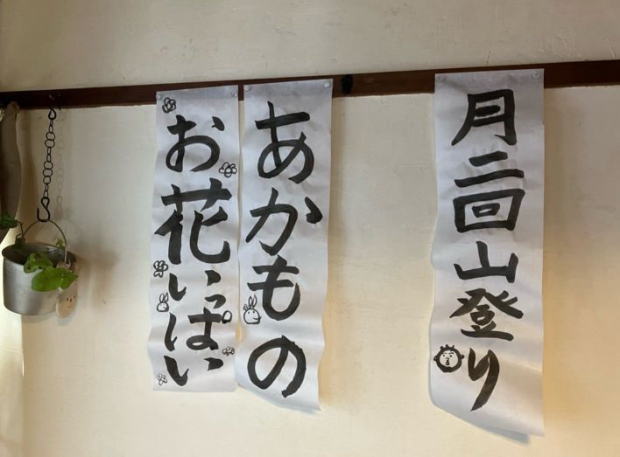 月二回山登り
あかもの
お花いっぱい